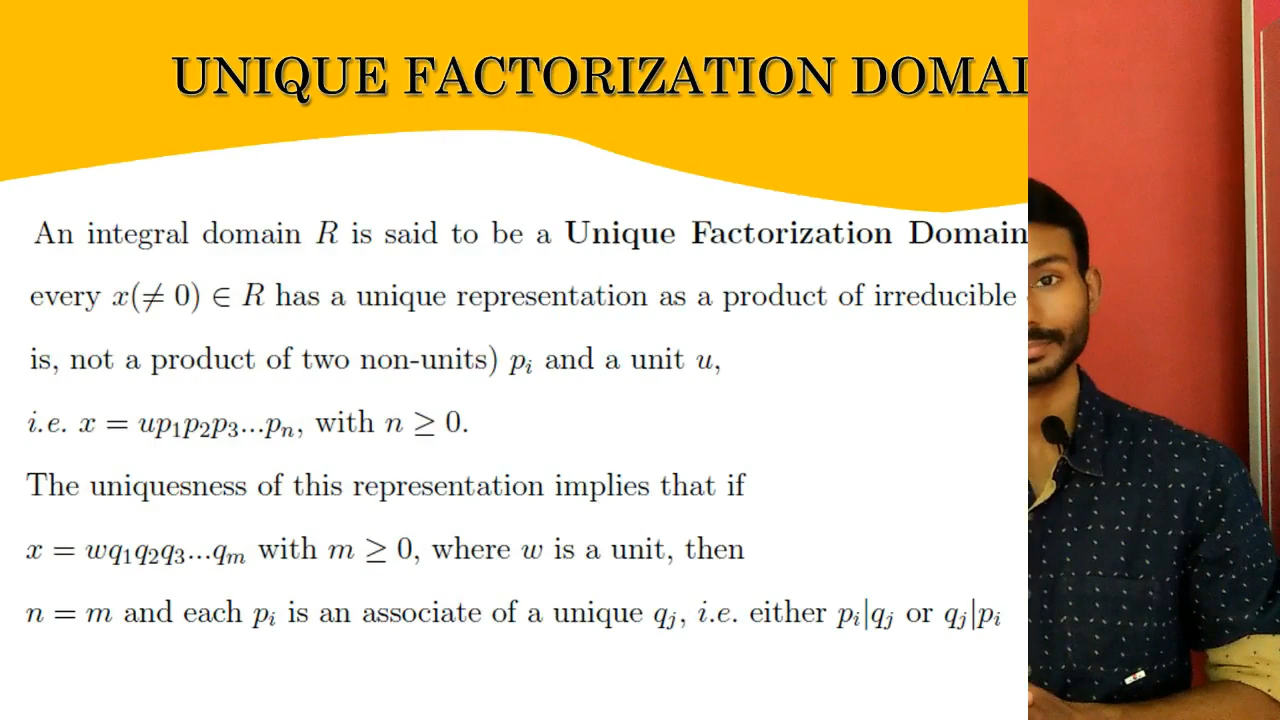 UNIQUE FACTORIZATION DOMAI
An integral domain R is said to be a Unique Factorization Domain
every x(≠ 0) ∈ R has a unique representation as a product of irreducible
is, not a product of two non-units) pᵢ and a unit u,
i.e. x = up₁p₂p₃...pₙ, with n ≥ 0.
The uniquesness of this representation implies that if
x = wq₁q₂q₃...qₘ with m ≥ 0, where w is a unit, then
n = m and each pᵢ is an associate of a unique qⱼ, i.e. either pᵢ|qⱼ or qⱼ|pᵢ